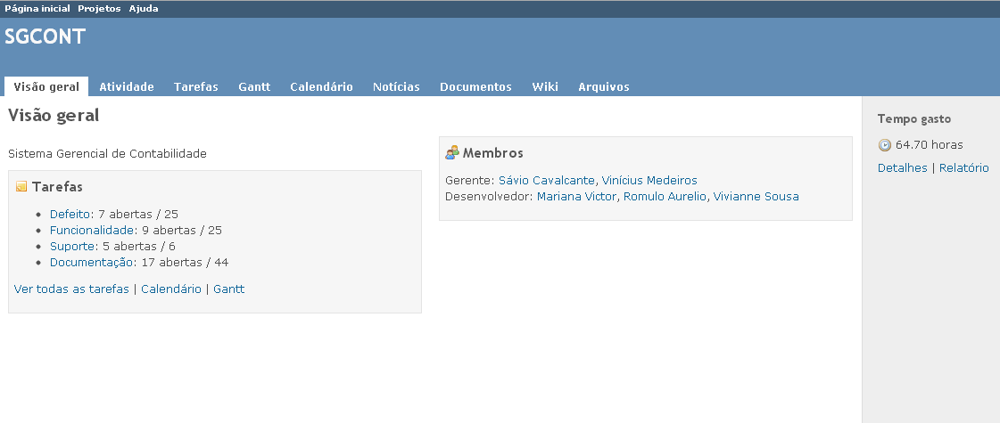 Página inicial Projetos Ajuda
SGCONT
Visão geral Atividade Tarefas Gantt Calendário Notícias Documentos Wiki Arquivos
Visão geral
Sistema Gerencial de Contabilidade
Tarefas
Defeito: 7 abertas / 25
Funcionalidade: 9 abertas / 25
Suporte: 5 abertas / 6
Documentação: 17 abertas / 44
Ver todas as tarefas | Calendário | Gantt
Membros
Gerente: Sávio Cavalcante, Vinícius Medeiros
Desenvolvedor: Mariana Victor, Romulo Aurelio, Vivianne Sousa
Tempo gasto
64.70 horas
Detalhes | Relatório